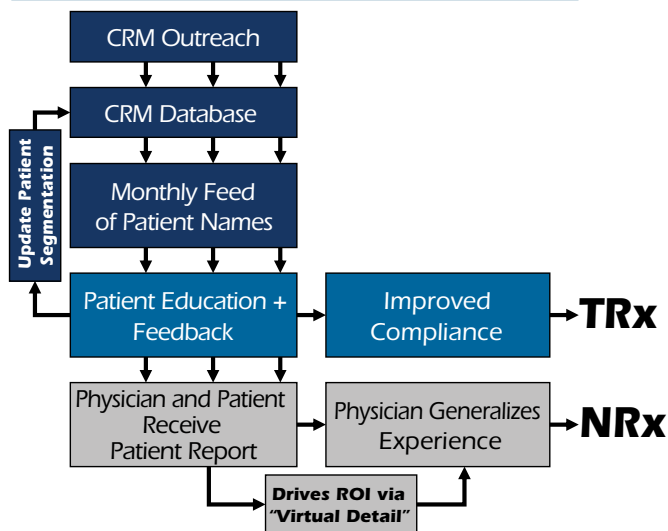 CRM Outreach
CRM Database
Update Patient
Segmentation
Monthly Feed
of Patient Names
Patient Education +
Feedback
Improved
Compliance
TRx
Physician and Patient
Receive
Patient Report
Physician Generalizes
Experience
NRx
Drives ROI via
“Virtual Detail”